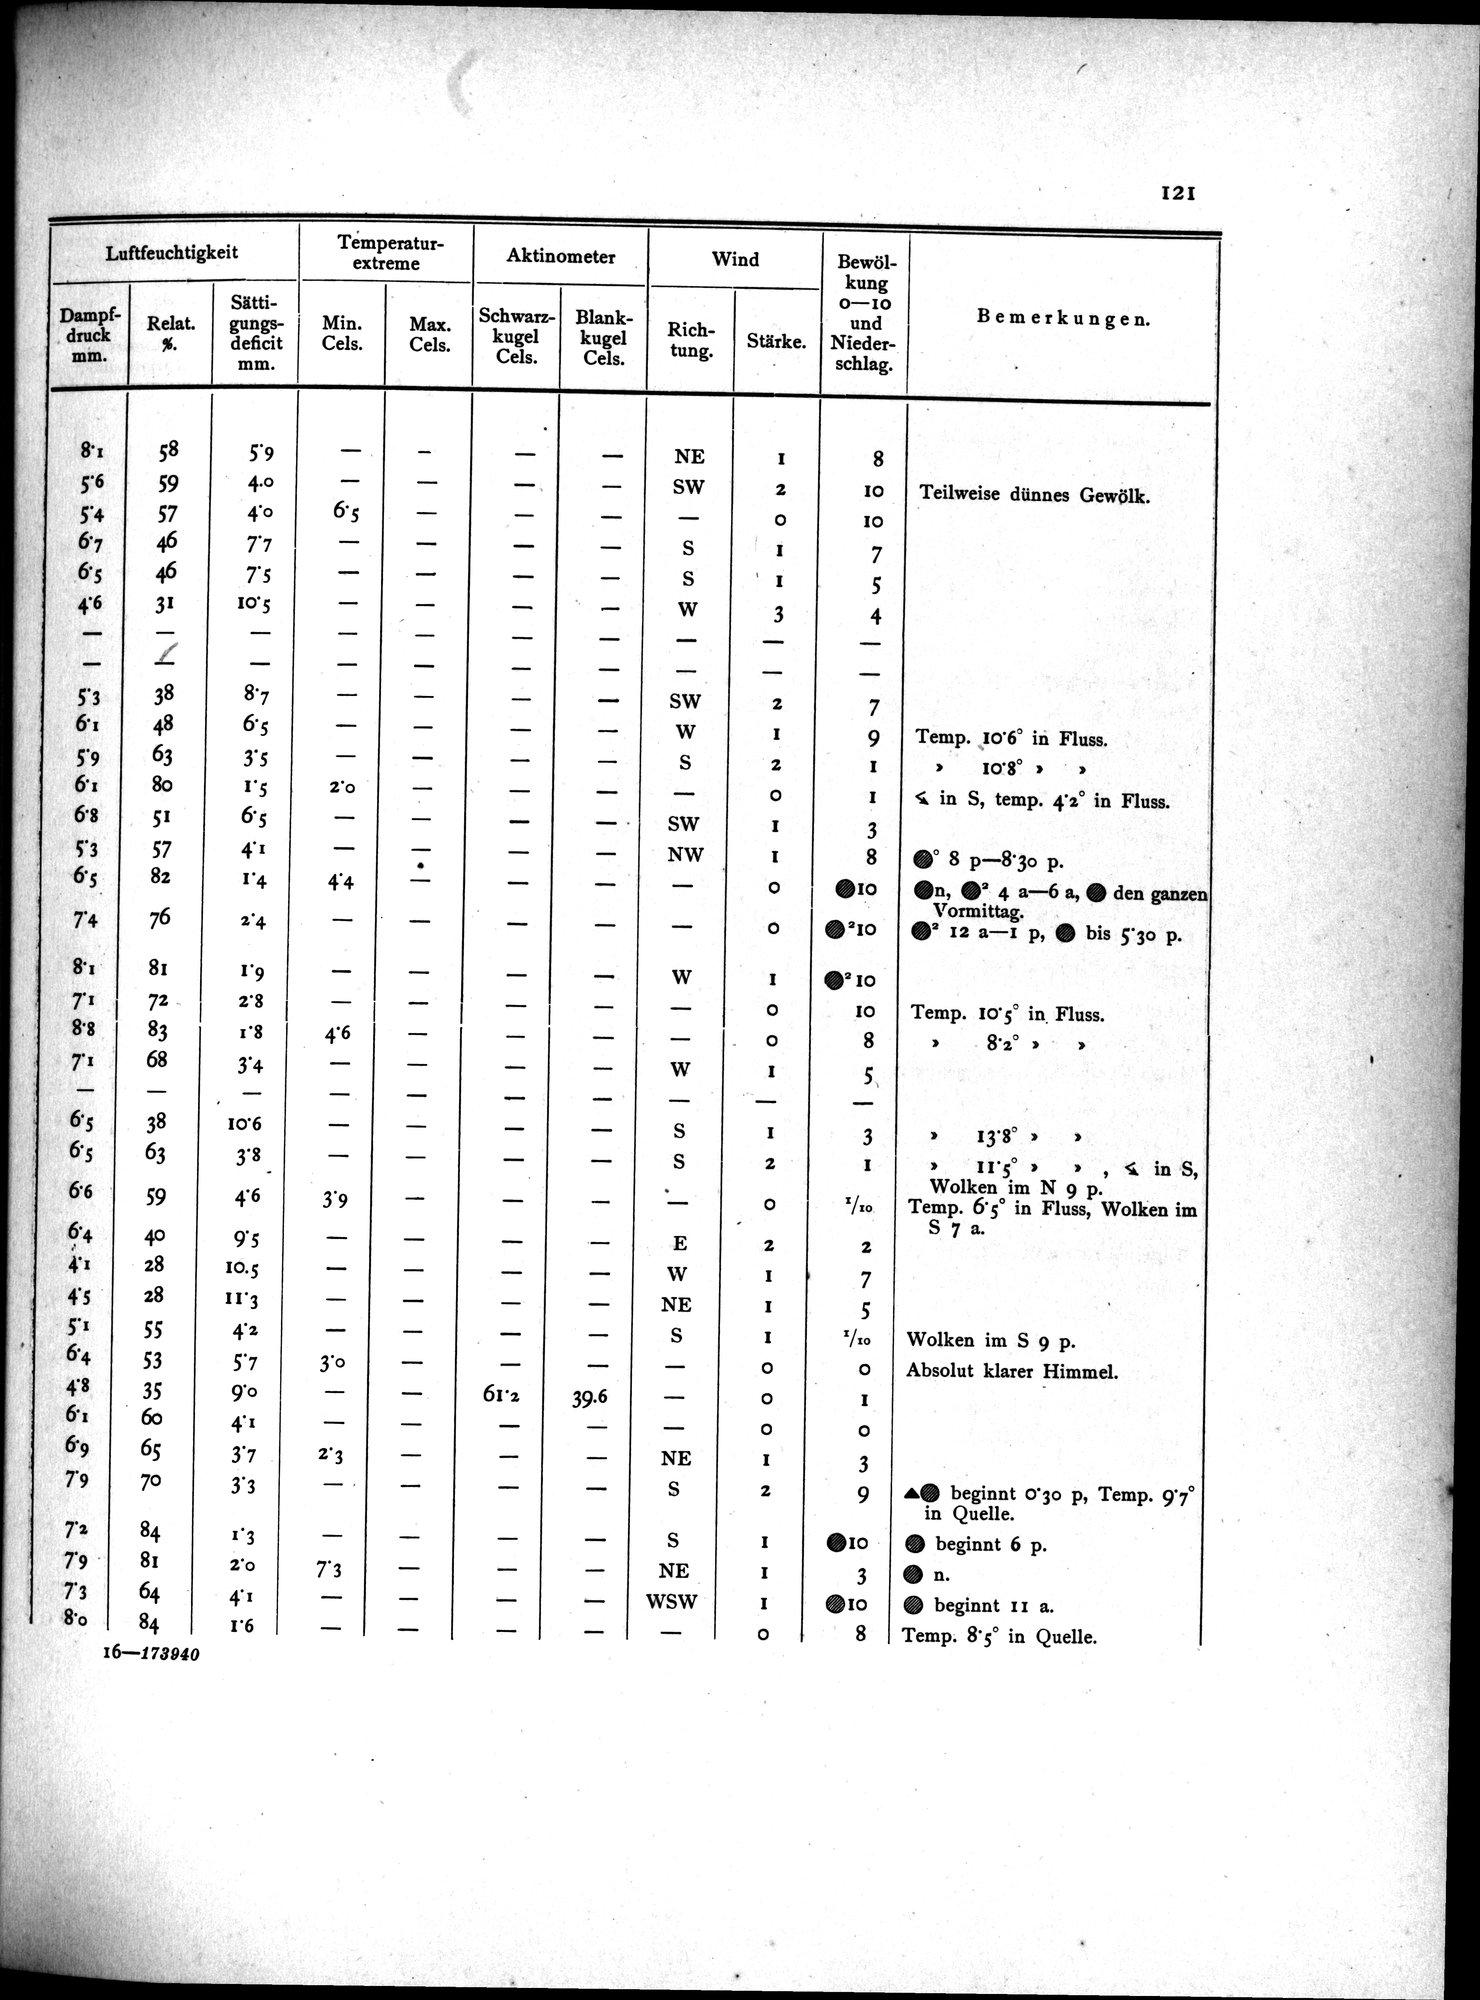 121
Luftfeuchtigkeit Temperatur-extreme Aktinometer Wind Bewöl-kung 0—10 und Nieder-schlag. Bemerkungen.
Dampf-druck mm. Relat. %. Sätti-gungs-deficit mm. Min. Cels. Max. Cels. Schwarz-kugel Cels. Blank-kugel Cels. Rich-tung. Stärke.
8·1 58 5·9 — — — — NE 1 8
5·6 59 4.0 — — — — SW 2 10 Teilweise dünnes Gewölk.
5·4 57 4·0 6·5 — — — — 0 10
6·7 46 7·7 — — — — S 1 7
6·5 46 7·5 — — — — S 1 5
4·6 31 10·5 — — — — W 3 4
— — — — — — — — — —
— — — — — — — — — —
5·3 38 8·7 — — — — SW 2 7
6·1 48 6·5 — — — — W 1 9 Temp. 10·6° in Fluss.
5·9 63 3·5 — — — — S 2 1 » 10·8° » »
6·1 80 1·5 2·0 — — — — 0 1 in S, temp. 4·2° in Fluss.
6·8 51 6·5 — — — — SW 1 3
5·3 57 4·1 — — — — NW 1 8 ●° 8 p—8·30 p.
6·5 82 1·4 4·4 — — — — 0 ●10 ●n, ●² 4 a—6 a, ● den ganzen
Vormittag.
7·4 76 2·4 — — — — — 0 ●²10 ●² 12 a—1 p, ● bis 5·30 p.
8·1 81 1·9 — — — — W 1 ●²10
7·1 72 2·8 — — — — — 0 10 Temp. 10·5° in Fluss.
8·8 83 1·8 4·6 — — — — 0 8 » 8·2° » »
7·1 68 3·4 — — — — W 1 5
— — — — — — — — — —
6·5 38 10·6 — — — — S 1 3 » 13·8° » »
6·5 63 3·8 — — — — S 2 1 » 11·5° » » , in S,
Wolken im N 9 p.
6·6 59 4·6 3·9 — — — — 0 1/10 Temp. 6·5° in Fluss, Wolken im
S 7 a.
6·4 40 9·5 — — — — E 2 2
4·1 28 10.5 — — — — W 1 7
4·5 28 11·3 — — — — NE 1 5
5·1 55 4·2 — — — — S 1 1/10 Wolken im S 9 p.
6·4 53 5·7 3·0 — — — — 0 0 Absolut klarer Himmel.
4·8 35 9·0 — — 61·2 39.6 — 0 1
6·1 60 4·1 — — — — — 0 0
6·9 65 3·7 2·3 — — — NE 1 3
7·9 70 3·3 — — — — S 2 9 ▲● beginnt 0·30 p, Temp. 9·7°
in Quelle.
7·2 84 1·3 — — — — S 1 ●10 ● beginnt 6 p.
7·9 81 2·0 7·3 — — — NE 1 3 ● n.
7·3 64 4·1 — — — — WSW 1 ●10 ● beginnt 11 a.
8·0 84 1·6 — — — — — 0 8 Temp. 8·5° in Quelle.
16—173940